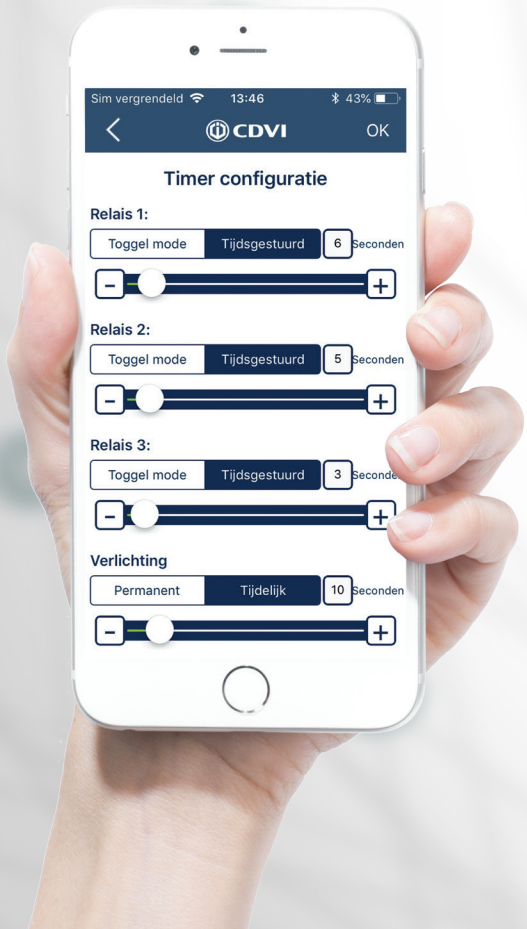 Sim vergrendeld 13:46 43%
CDVI OK
Timer configuratie
Relais 1:
Toggel mode Tijdsgestuurd 6 Seconden
- +
Relais 2:
Toggel mode Tijdsgestuurd 5 Seconden
- +
Relais 3:
Toggel mode Tijdsgestuurd 3 Seconde
- +
Verlichting
Permanent Tijdelijk 10 Seconden
- +